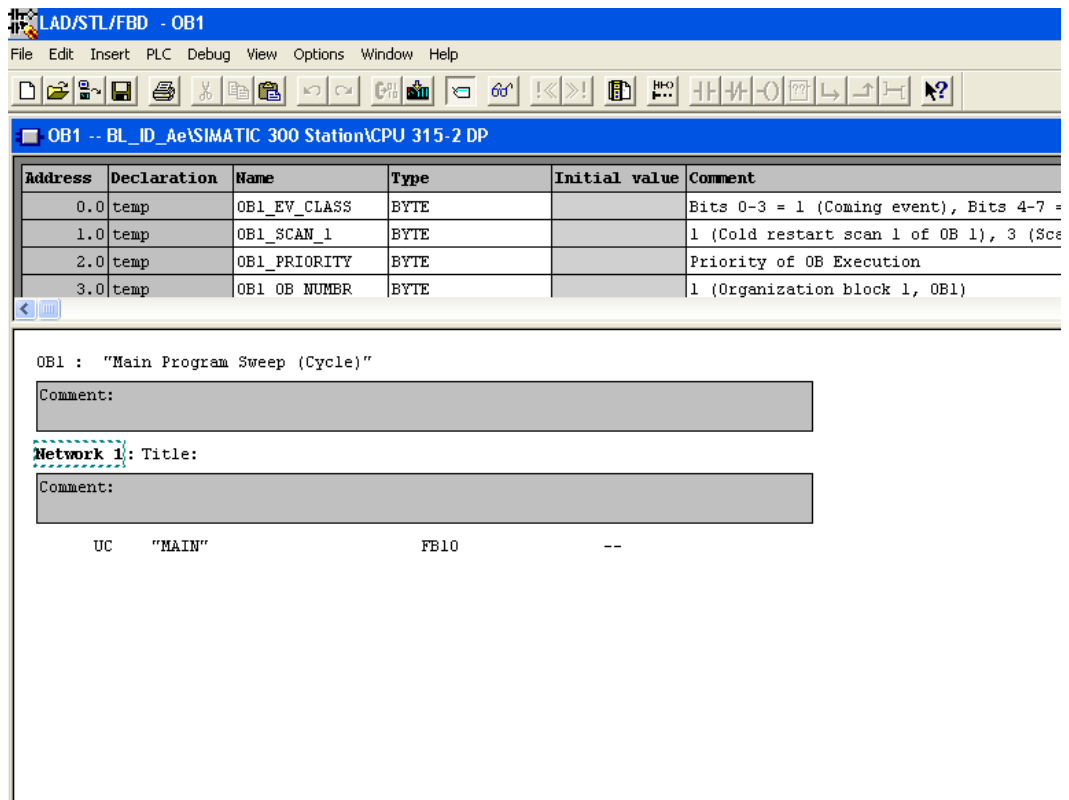 LAD/STL/FBD - OB1
File Edit Insert PLC Debug View Options Window Help
OB1 -- BL_ID_Ae\SIMATIC 300 Station\CPU 315-2 DP
Address Declaration Name Type Initial value Comment
0.0 temp OB1_EV_CLASS BYTE Bits 0-3 = 1 (Coming event), Bits 4-7 =
1.0 temp OB1_SCAN_1 BYTE 1 (Cold restart scan 1 of OB 1), 3 (Sca
2.0 temp OB1_PRIORITY BYTE Priority of OB Execution
3.0 temp OB1_OB_NUMBR BYTE 1 (Organization block 1, OB1)
OB1 : "Main Program Sweep (Cycle)"
Comment:
Network 1: Title:
Comment:
UC "MAIN" FB10 --